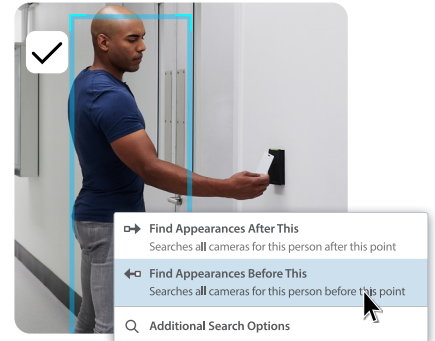 Find Appearances After This
Searches all cameras for this person after this point
Find Appearances Before This
Searches all cameras for this person before this point
Additional Search Options